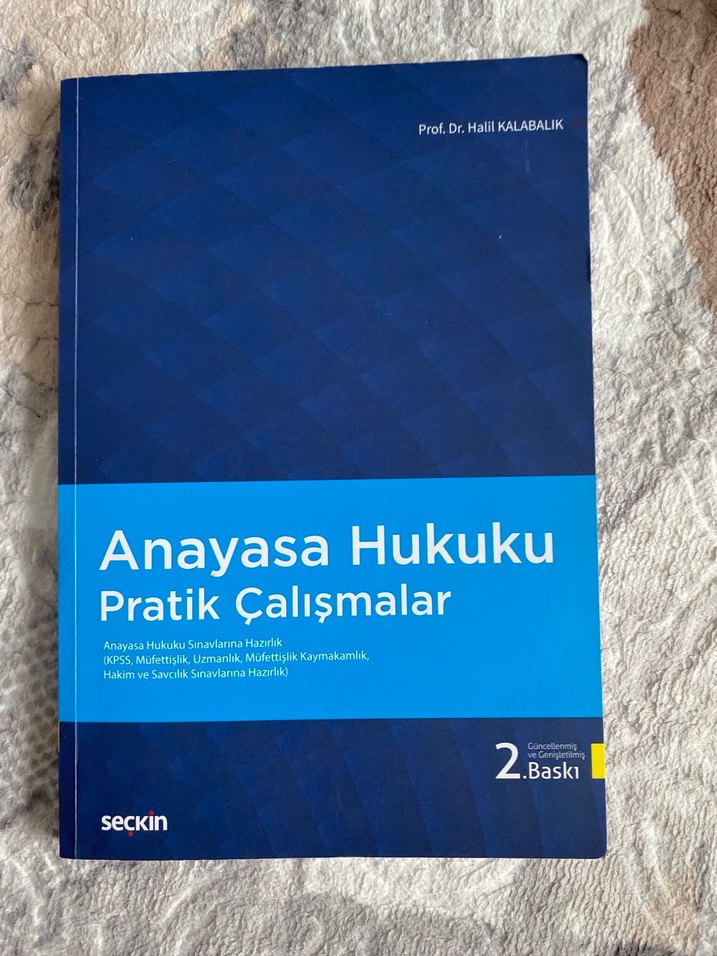 Prof. Dr. Halil KALABALIK
Anayasa Hukuku
Pratik Çalışmalar
Anayasa Hukuku Sınavlarına Hazırlık
(KPSS, Müfettişlik, Uzmanlık, Müfettişlik Kaymakamlık,
Hakim ve Savcılık Sınavlarına Hazırlık)
2.Baskı
Güncellenmiş
ve Genişletilmiş
seçkin